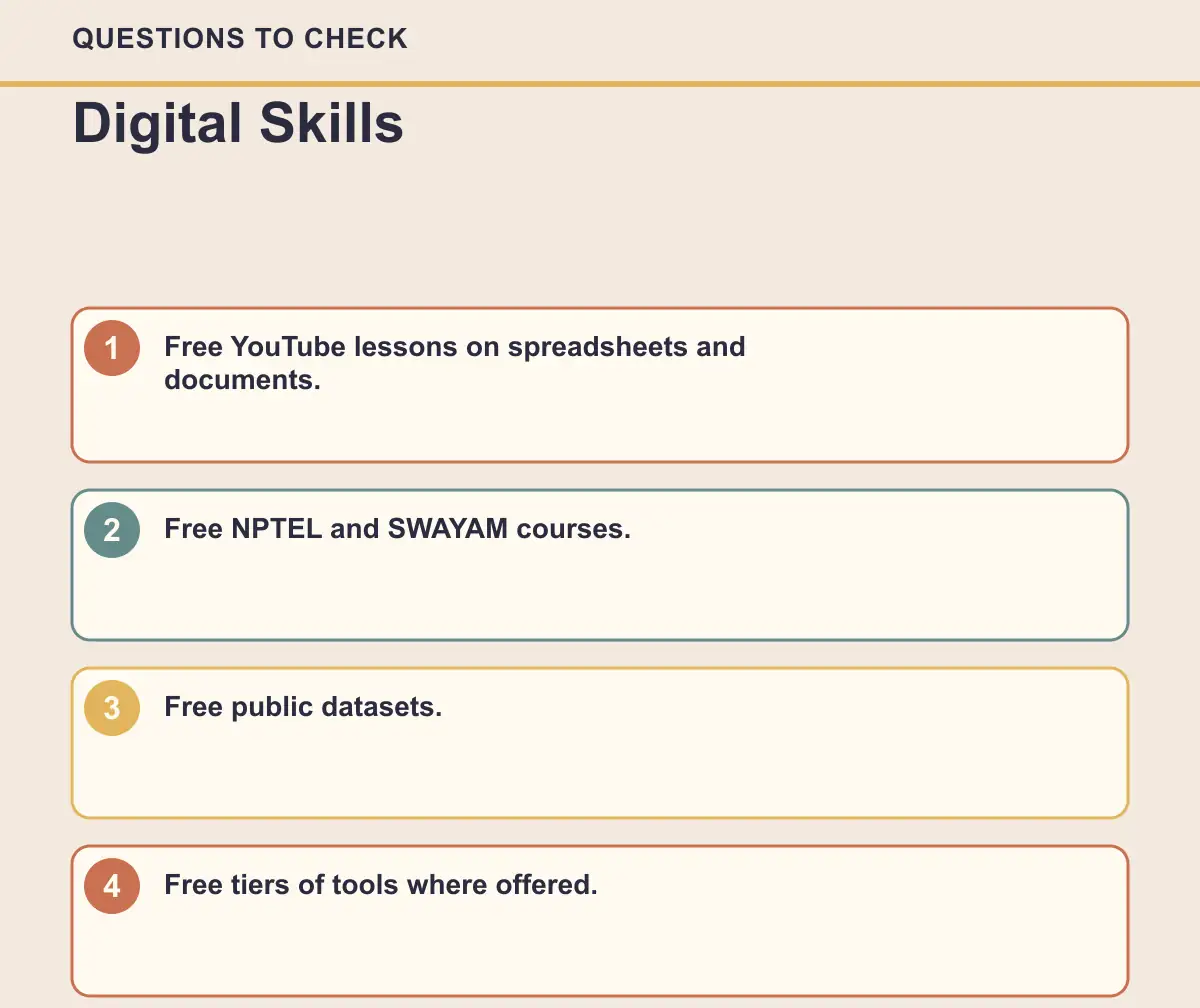 QUESTIONS TO CHECK
Digital Skills
1
Free YouTube lessons on spreadsheets and
documents.
2
Free NPTEL and SWAYAM courses.
3
Free public datasets.
4
Free tiers of tools where offered.